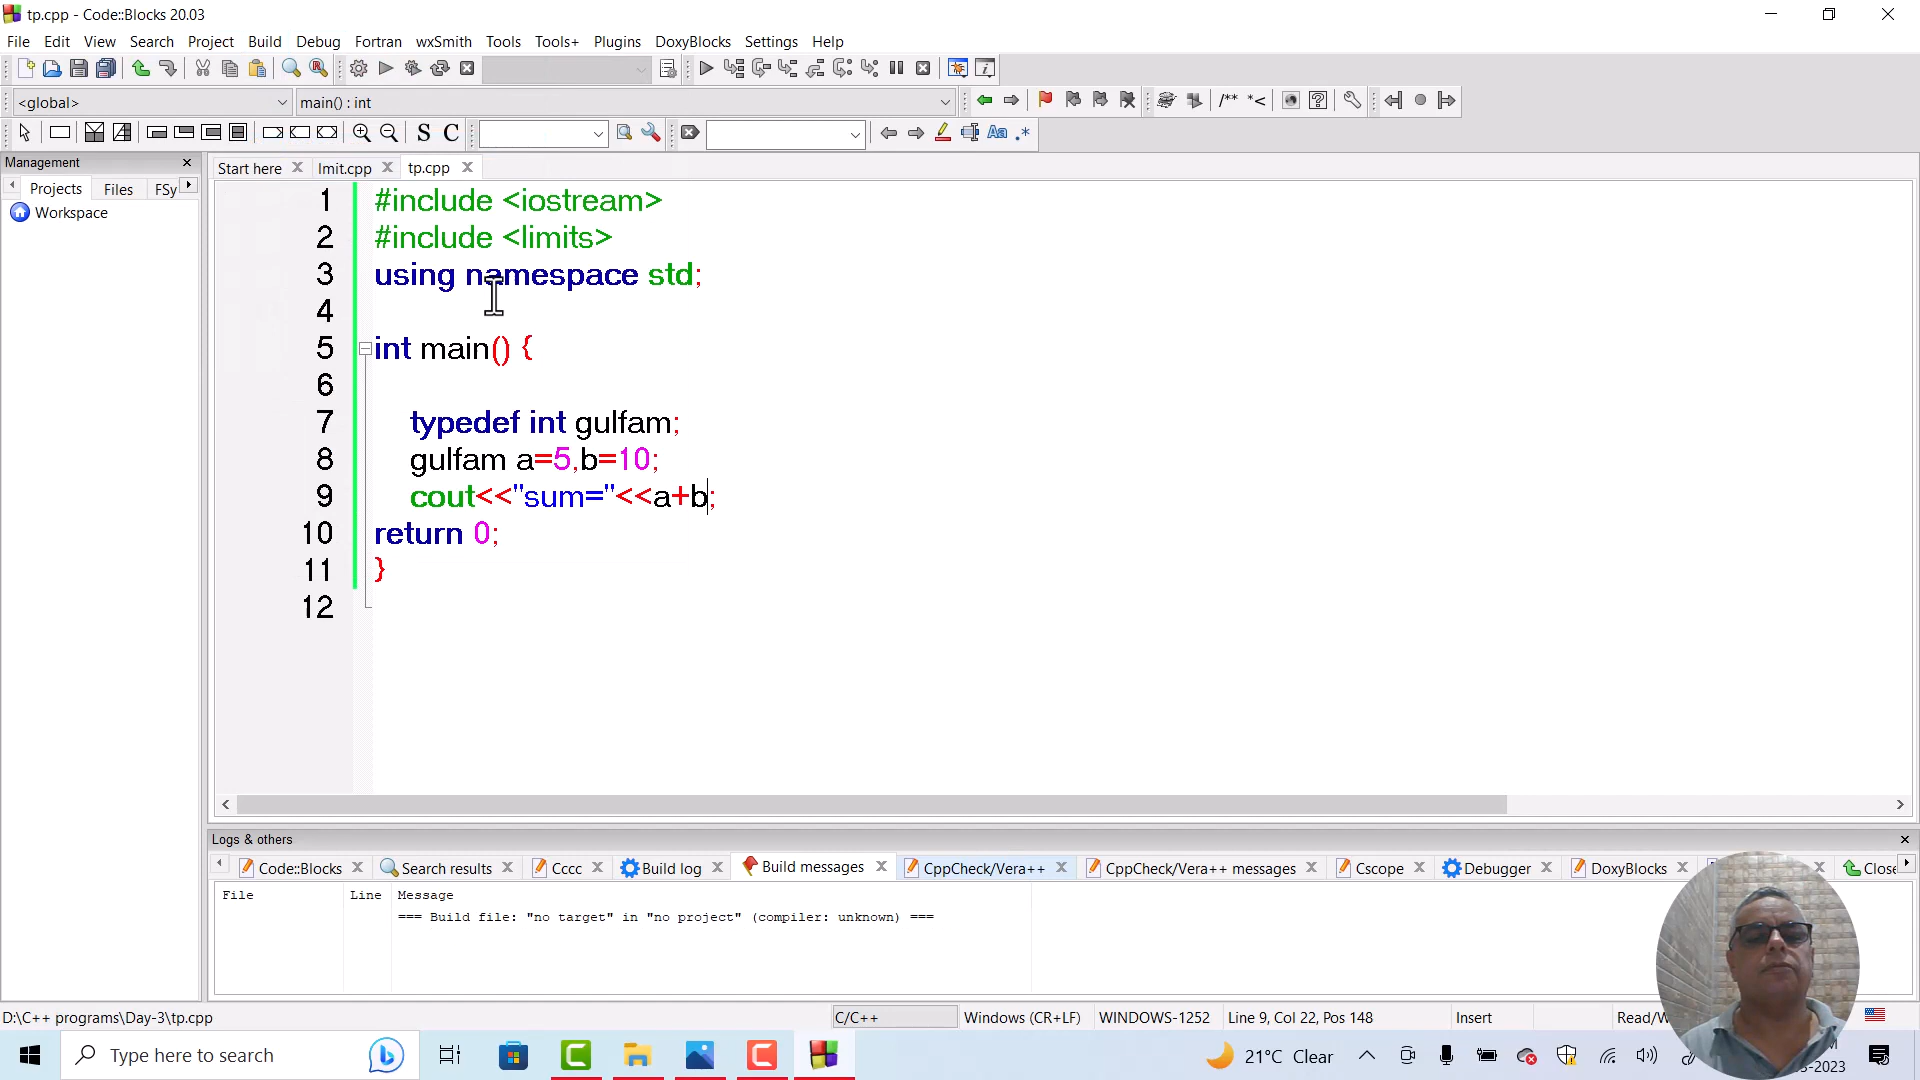 tp.cpp - Code::Blocks 20.03
File Edit View Search Project Build Debug Fortran wxSmith Tools Tools+ Plugins DoxyBlocks Settings Help
<global> main() : int
S C
Management
Projects Files FSy
Workspace
Start here lmit.cpp tp.cpp
1 #include <iostream>
2 #include <limits>
3 using namespace std;
4
5 int main() {
6
7 typedef int gulfam;
8 gulfam a=5,b=10;
9 cout<<"sum="<<a+b;
10 return 0;
11 }
12
Logs & others
Code::Blocks Search results Cccc Build log Build messages CppCheck/Vera++ CppCheck/Vera++ messages Cscope Debugger DoxyBlocks Close
File Line Message
=== Build file: "no target" in "no project" (compiler: unknown) ===
D:\C++ programs\Day-3\tp.cpp C/C++ Windows (CR+LF) WINDOWS-1252 Line 9, Col 22, Pos 148 Insert Read/W
Type here to search 21°C Clear
-2023